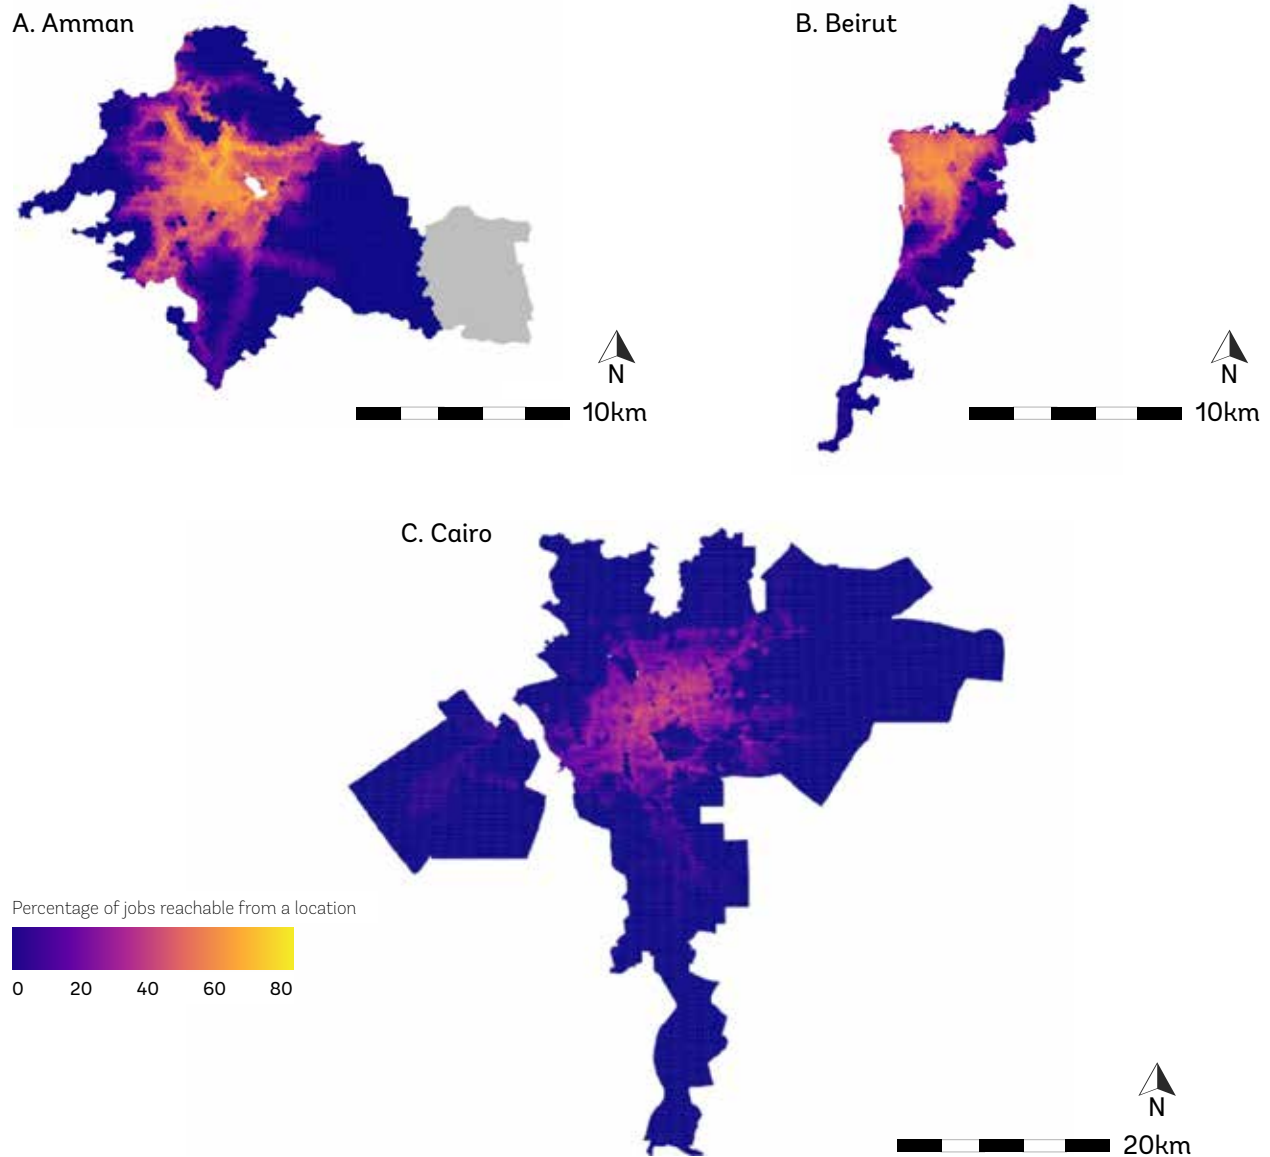 A. Amman
B. Beirut
N
10km
N
10km
C. Cairo
Percentage of jobs reachable from a location
0 20 40 60 80
N
20km